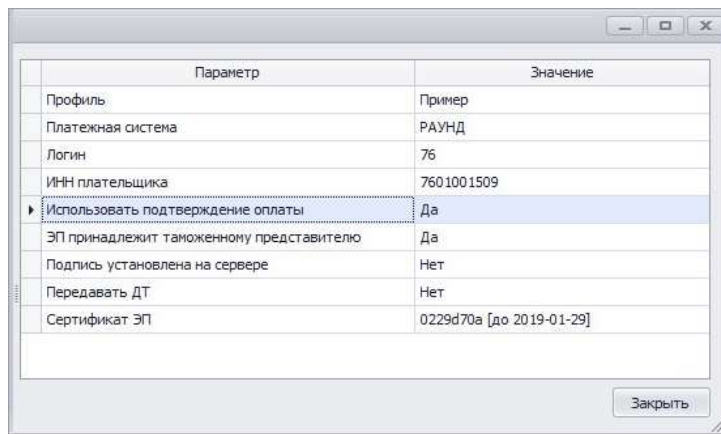 Параметр Значение
Профиль Пример
Платежная система РАУНД
Логин 76
ИНН плательщика 7601001509
Использовать подтверждение оплаты Да
ЭП принадлежит таможенному представителю Да
Подпись установлена на сервере Нет
Передавать ДТ Нет
Сертификат ЭП 0229d70a [до 2019-01-29]
Закрыть